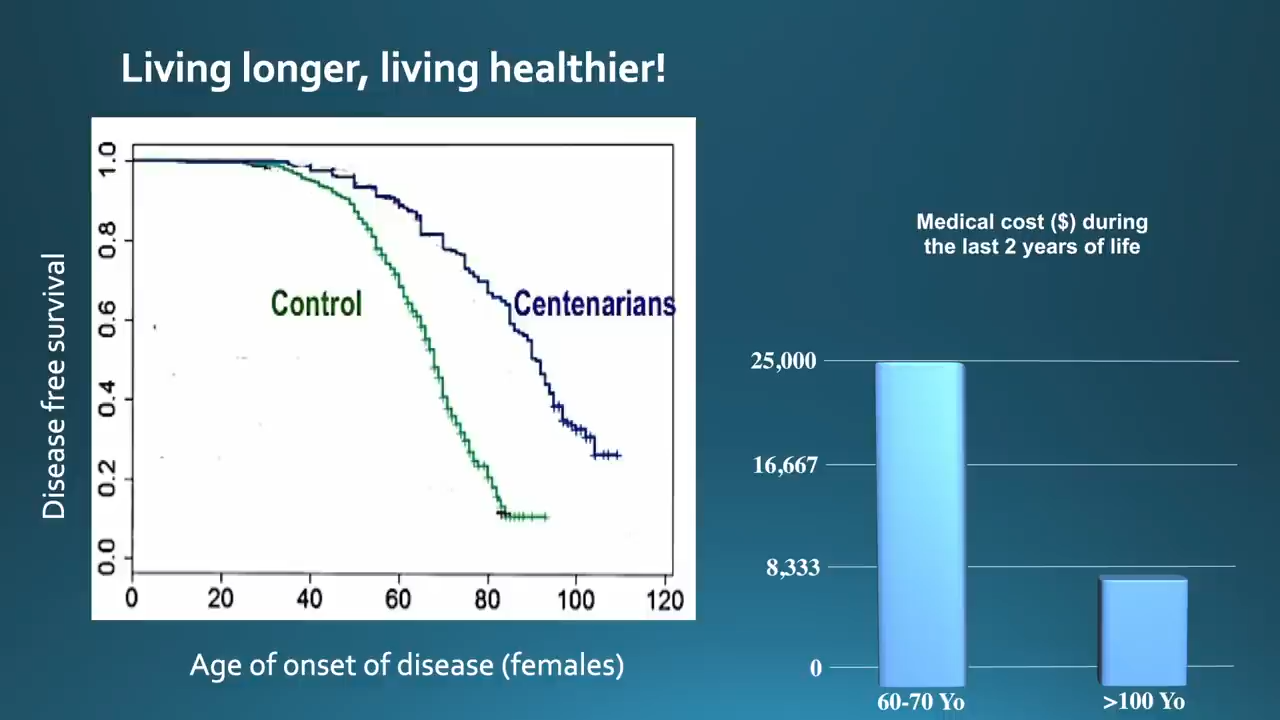 Living longer, living healthier!
Disease free survival
1.0
0.8
0.6
0.4
0.2
0.0
Control
Centenarians
0 20 40 60 80 100 120
Age of onset of disease (females)
Medical cost ($) during
the last 2 years of life
25,000
16,667
8,333
0
60-70 Yo >100 Yo